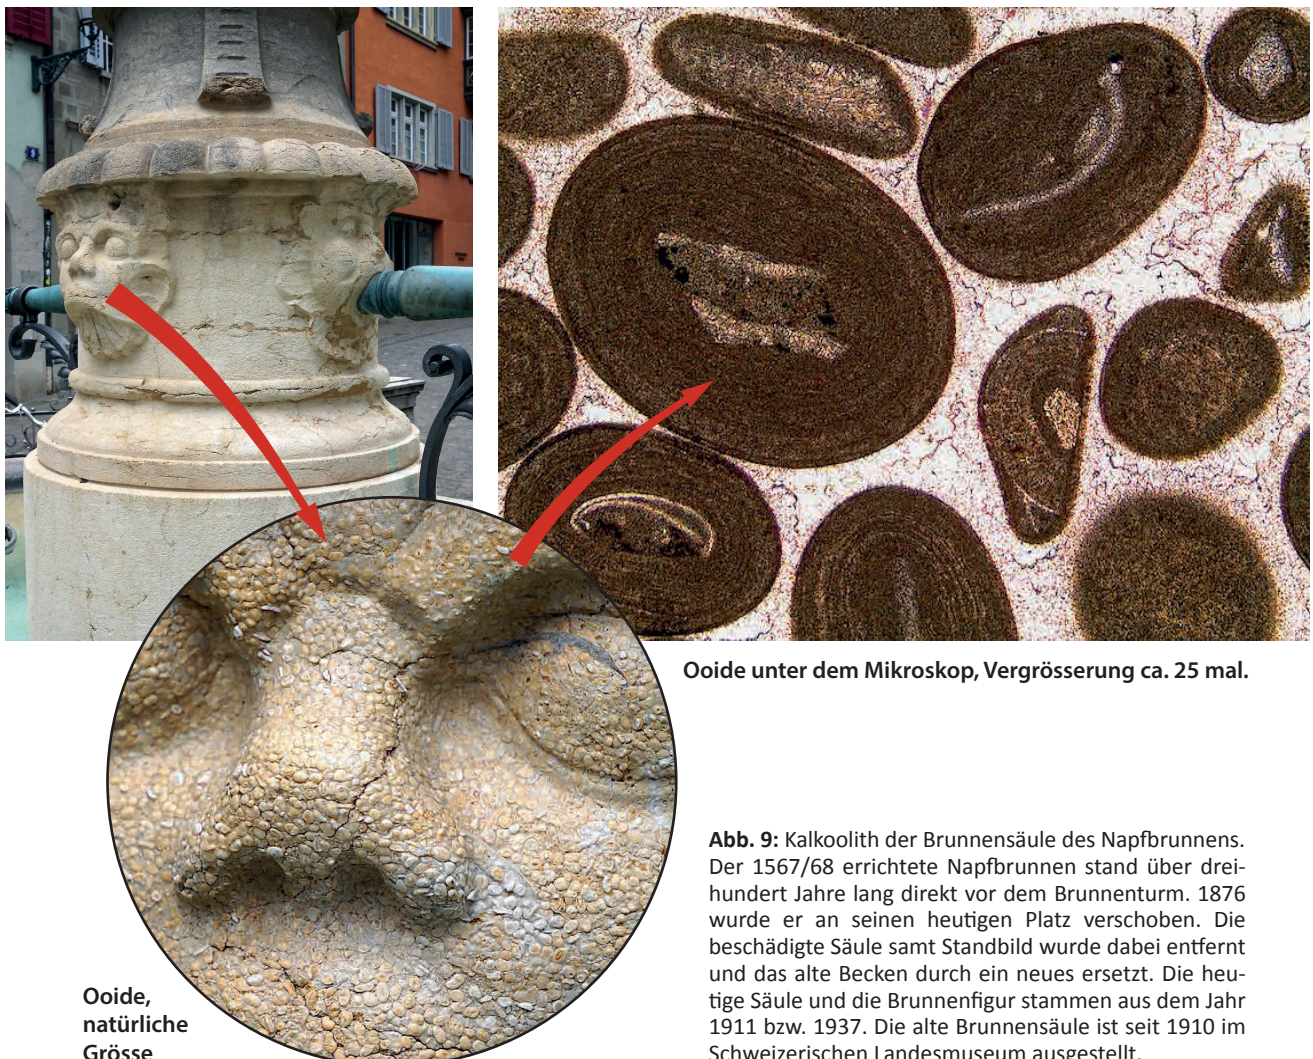 9
Ooide unter dem Mikroskop, Vergrösserung ca. 25 mal.
Ooide,
natürliche
Grösse
Abb. 9: Kalkoolith der Brunnensäule des Napfbrunnens.
Der 1567/68 errichtete Napfbrunnen stand über drei-
hundert Jahre lang direkt vor dem Brunnenturm. 1876
wurde er an seinen heutigen Platz verschoben. Die
beschädigte Säule samt Standbild wurde dabei entfernt
und das alte Becken durch ein neues ersetzt. Die heu-
tige Säule und die Brunnenfigur stammen aus dem Jahr
1911 bzw. 1937. Die alte Brunnensäule ist seit 1910 im
Schweizerischen Landesmuseum ausgestellt.